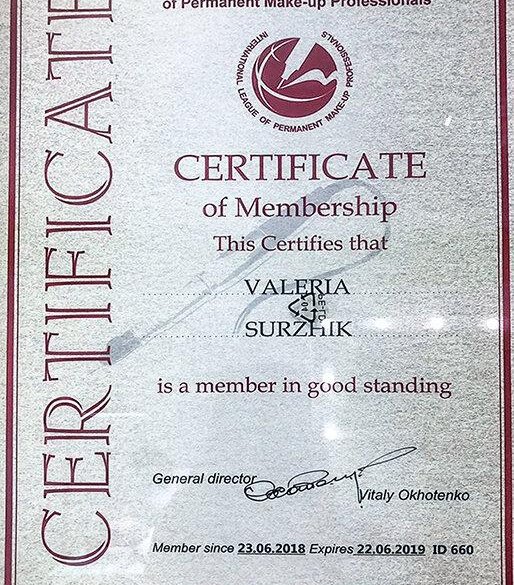 of Permanent Make-up Professionals
CERTIFICATE
INTERNATIONAL LEAGUE OF PERMANENT MAKE-UP PROFESSIONALS
CERTIFICATE
of Membership
This Certifies that
VALERIA
SURZHIK
is a member in good standing
General director
Vitaly Okhotenko
Member since 23.06.2018 Expires 22.06.2019 ID 660